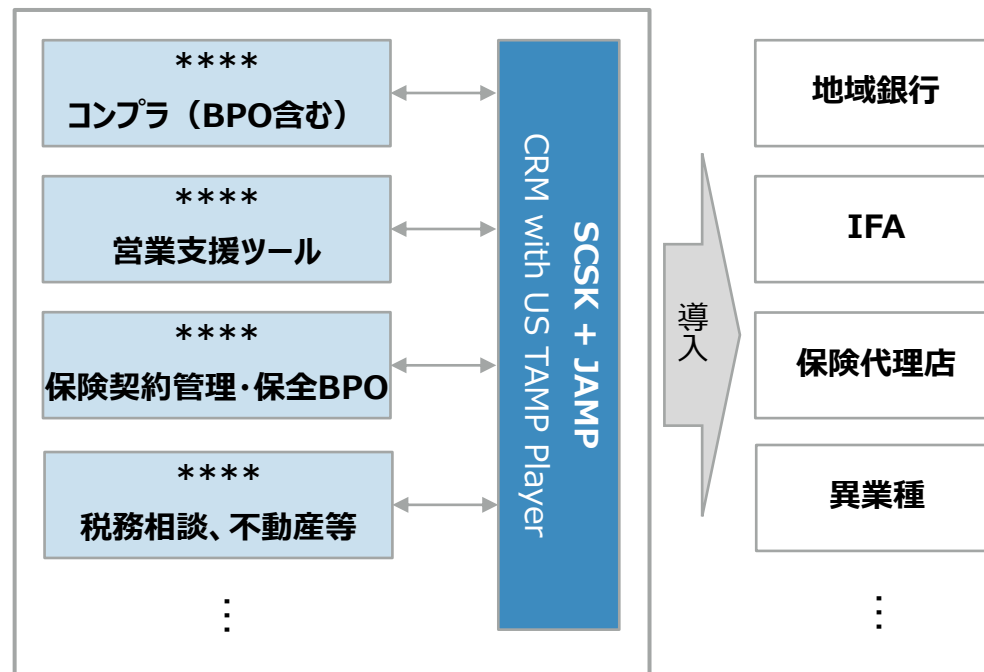 ****
コンプラ（BPO含む）
****
営業支援ツール
****
保険契約管理・保全BPO
****
税務相談、不動産等
⋮
SCSK + JAMP
CRM with US TAMP Player
導入
地域銀行
IFA
保険代理店
異業種
⋮